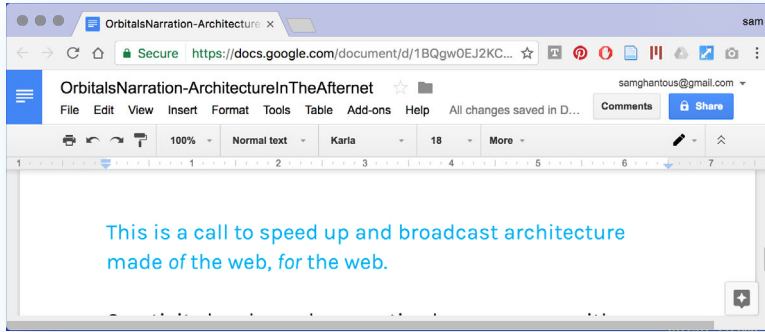 OrbitalsNarration-Architecture
sam
Secure https://docs.google.com/document/d/1BQgw0EJ2KC...
OrbitalsNarration-ArchitectureInTheAfternet
samghantous@gmail.com
File Edit View Insert Format Tools Table Add-ons Help All changes saved in D...
Comments
Share
100% Normal text Karla 18 More
1 1 2 3 4 5 6 7
This is a call to speed up and broadcast architecture
made of the web, for the web.